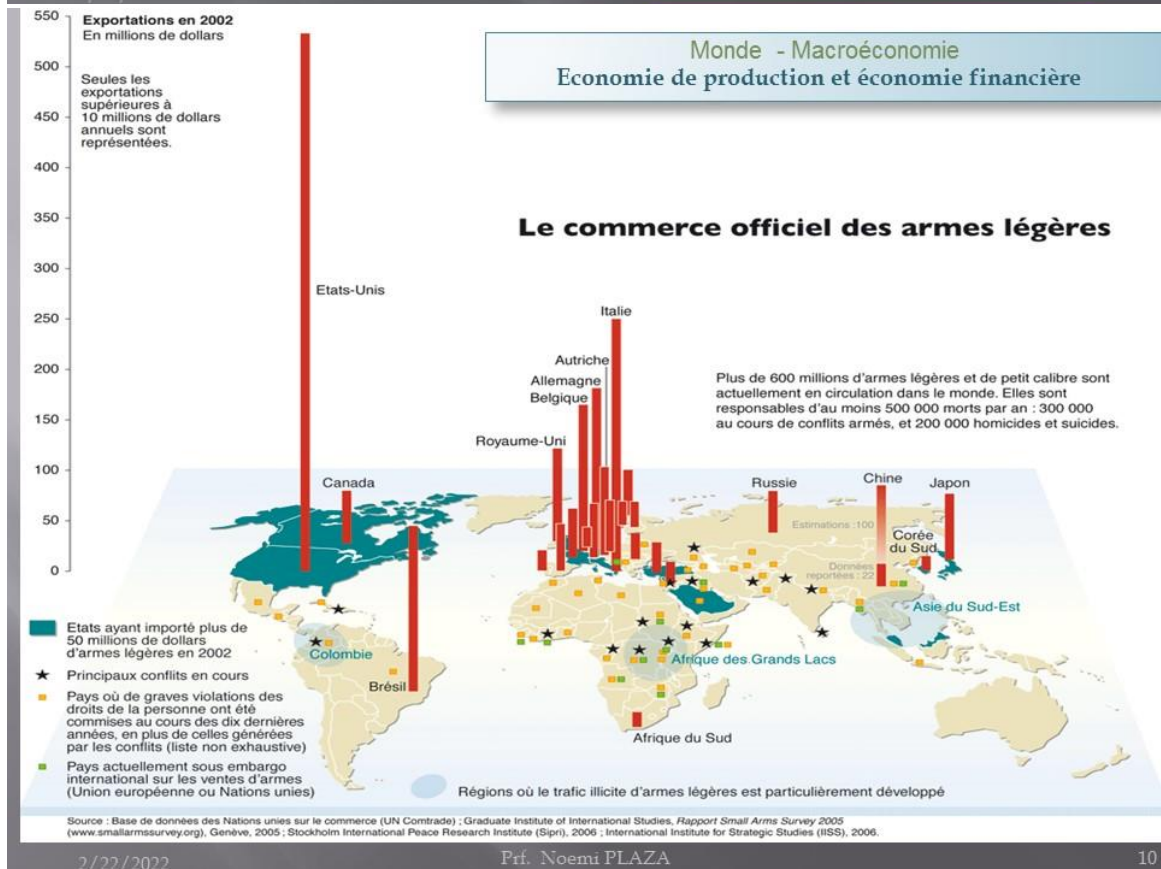 Monde - Macroéconomie
Economie de production et économie financière
550
500
450
400
350
300
250
200
150
100
50
0
Exportations en 2002
En millions de dollars
Seules les
exportations
supérieures à
10 millions de dollars
annuels sont
représentées.
Le commerce officiel des armes légères
Etats-Unis
Italie
Autriche
Allemagne
Belgique
Royaume-Uni
Plus de 600 millions d'armes légères et de petit calibre sont
actuellement en circulation dans le monde. Elles sont
responsables d'au moins 500 000 morts par an : 300 000
au cours de conflits armés, et 200 000 homicides et suicides.
Canada
Russie
Chine
Japon
Estimations :100
Corée
du Sud
Données
reportées : 22
Asie du Sud-Est
Colombie
Afrique des Grands Lacs
Brésil
Afrique du Sud
Etats ayant importé plus de
50 millions de dollars
d'armes légères en 2002
Principaux conflits en cours
Pays où de graves violations des
droits de la personne ont été
commises au cours des dix dernières
années, en plus de celles générées
par les conflits (liste non exhaustive)
Pays actuellement sous embargo
international sur les ventes d'armes
(Union européenne ou Nations unies)
Régions où le trafic illicite d'armes légères est particulièrement développé
Source : Base de données des Nations unies sur le commerce (UN Comtrade) ; Graduate Institute of International Studies, Rapport Small Arms Survey 2005
(www.smallarmssurvey.org), Genève, 2005 ; Stockholm International Peace Research Institute (Sipri), 2006 ; International Institute for Strategic Studies (IISS), 2006.
2/22/2022
Prf. Noemi PLAZA
10